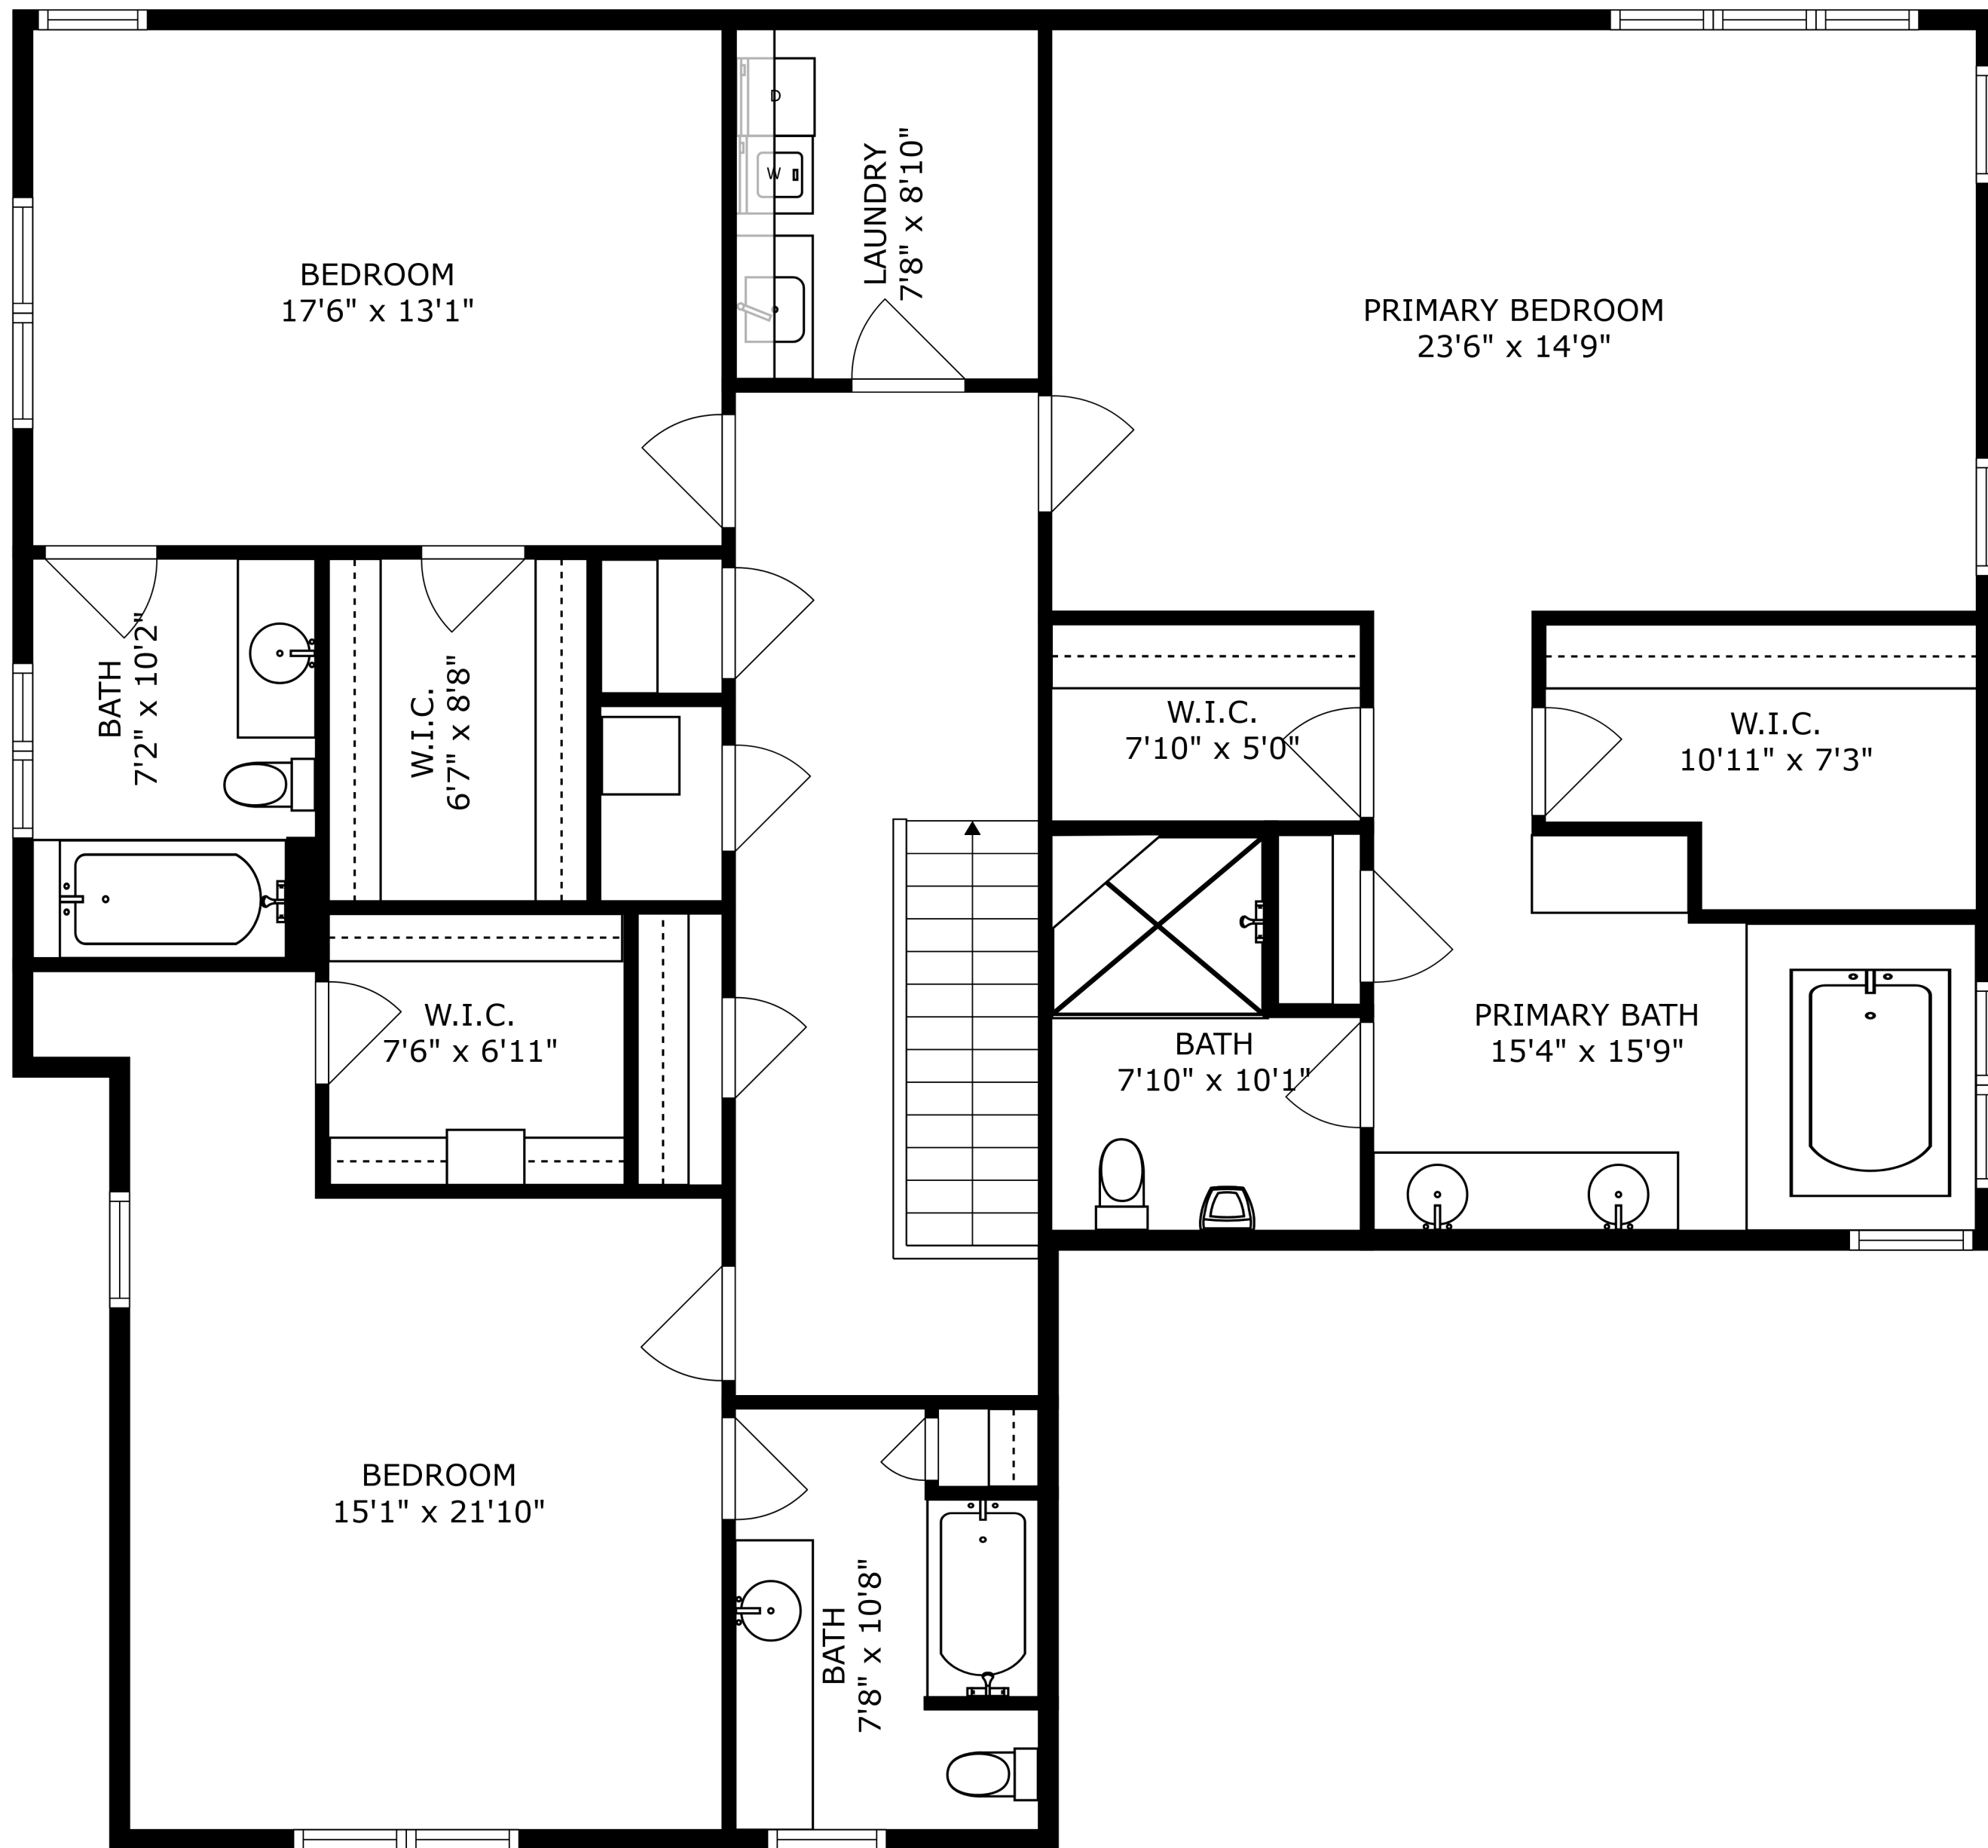 D
W
LAUNDRY
7'8" x 8'10"
BEDROOM
17'6" x 13'1"
PRIMARY BEDROOM
23'6" x 14'9"
BATH
7'2" x 10'2"
W.I.C.
6'7" x 8'8"
W.I.C.
7'10" x 5'0"
W.I.C.
10'11" x 7'3"
W.I.C.
7'6" x 6'11"
BATH
7'10" x 10'1"
PRIMARY BATH
15'4" x 15'9"
BEDROOM
15'1" x 21'10"
BATH
7'8" x 10'8"